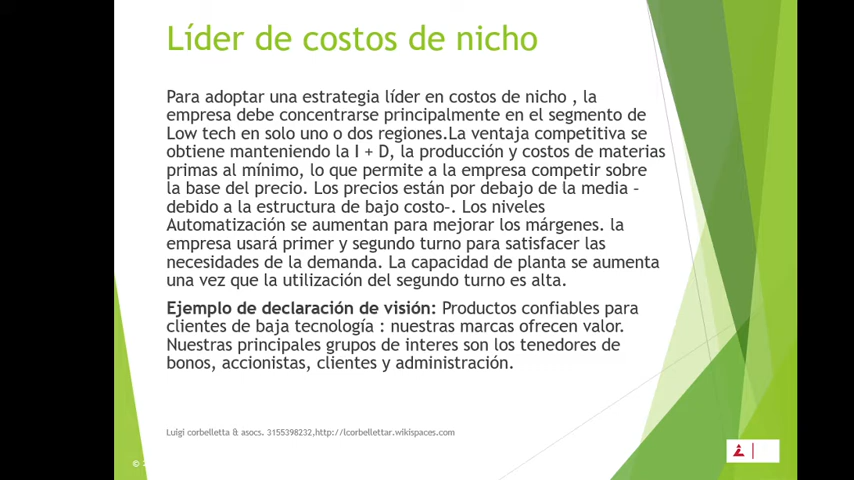 Líder de costos de nicho
Para adoptar una estrategia líder en costos de nicho , la
empresa debe concentrarse principalmente en el segmento de
Low tech en solo uno o dos regiones.La ventaja competitiva se
obtiene manteniendo la I + D, la producción y costos de materias
primas al mínimo, lo que permite a la empresa competir sobre
la base del precio. Los precios están por debajo de la media –
debido a la estructura de bajo costo–. Los niveles
Automatización se aumentan para mejorar los márgenes. la
empresa usará primer y segundo turno para satisfacer las
necesidades de la demanda. La capacidad de planta se aumenta
una vez que la utilización del segundo turno es alta.
Ejemplo de declaración de visión: Productos confiables para
clientes de baja tecnología : nuestras marcas ofrecen valor.
Nuestras principales grupos de interes son los tenedores de
bonos, accionistas, clientes y administración.
Luigi corbelletta & asocs. 3155398232,http://lcorbellettar.wikispaces.com
©